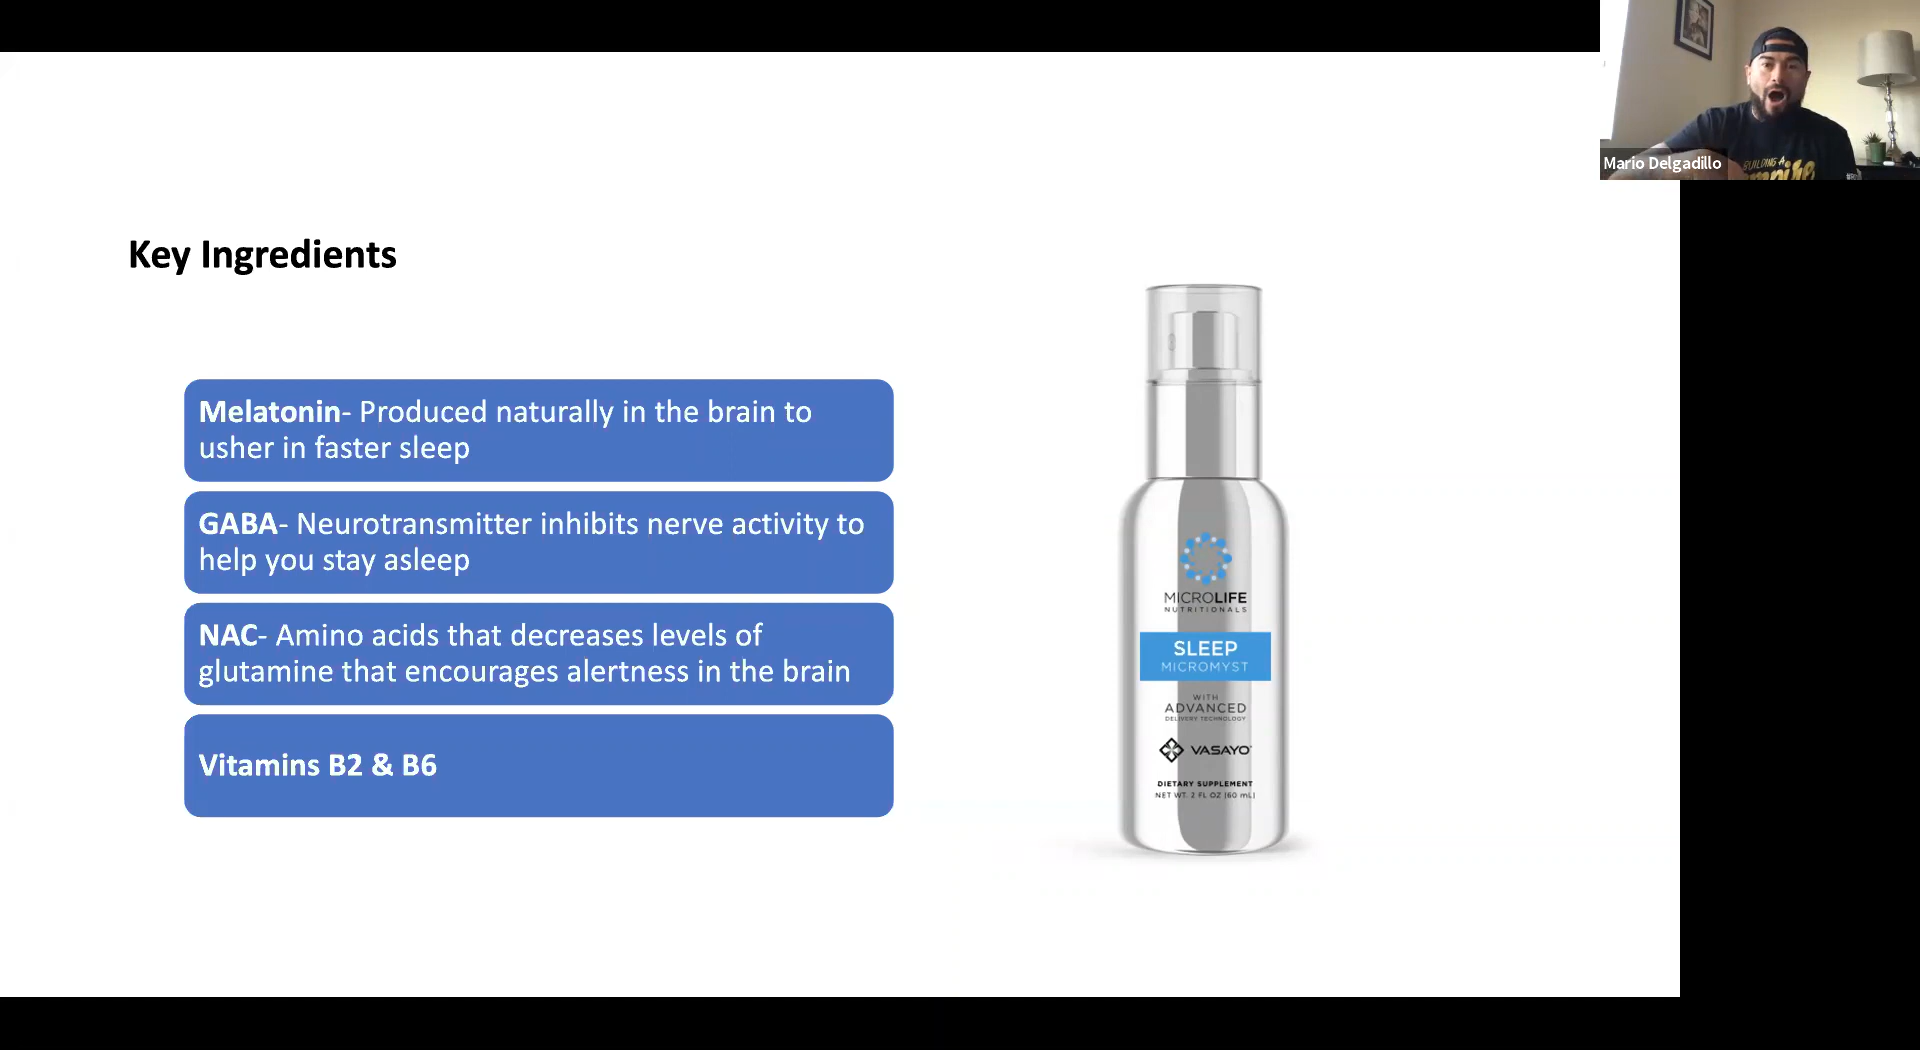 Mario Delgadillo
BUILDING A
Key Ingredients
Melatonin- Produced naturally in the brain to
usher in faster sleep
GABA- Neurotransmitter inhibits nerve activity to
help you stay asleep
NAC- Amino acids that decreases levels of
glutamine that encourages alertness in the brain
Vitamins B2 & B6
MICROLIFE
NUTRITIONALS
SLEEP
MICROMYST
WITH
ADVANCED
DELIVERY TECHNOLOGY
VASAYO
DIETARY SUPPLEMENT
NET WT. 2 FL OZ (60 mL)